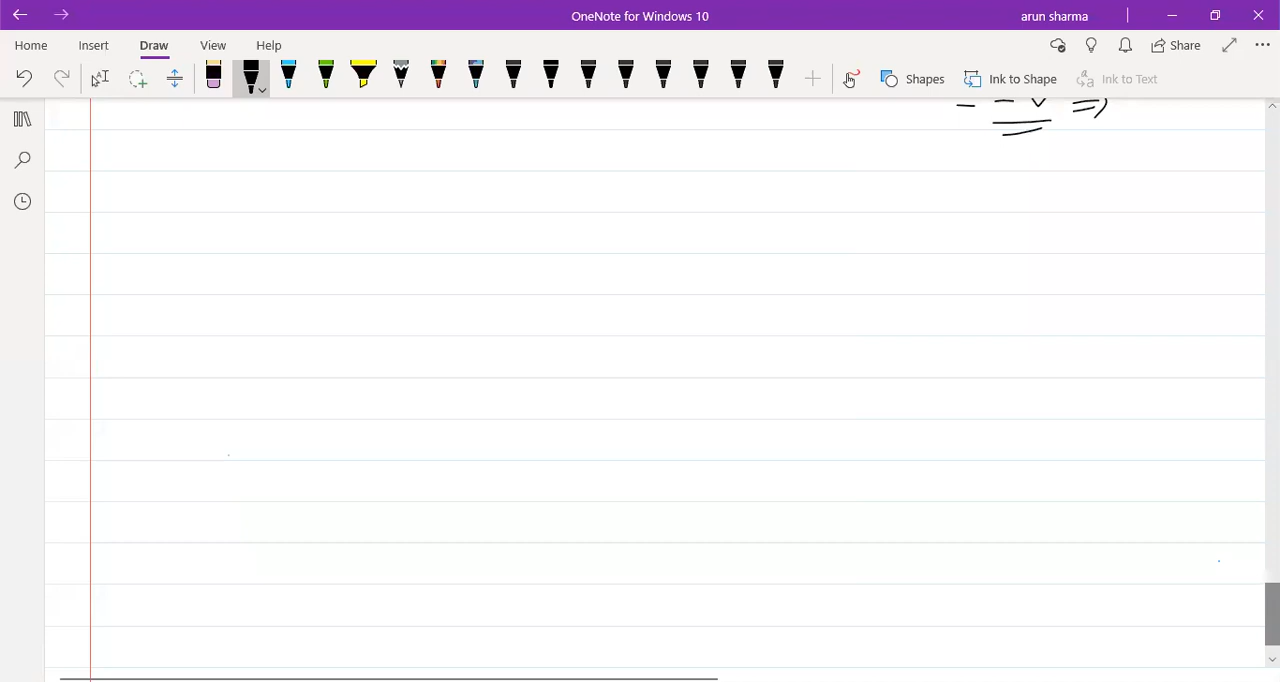 OneNote for Windows 10
arun sharma
Home Insert Draw View Help
Share
Shapes Ink to Shape Ink to Text